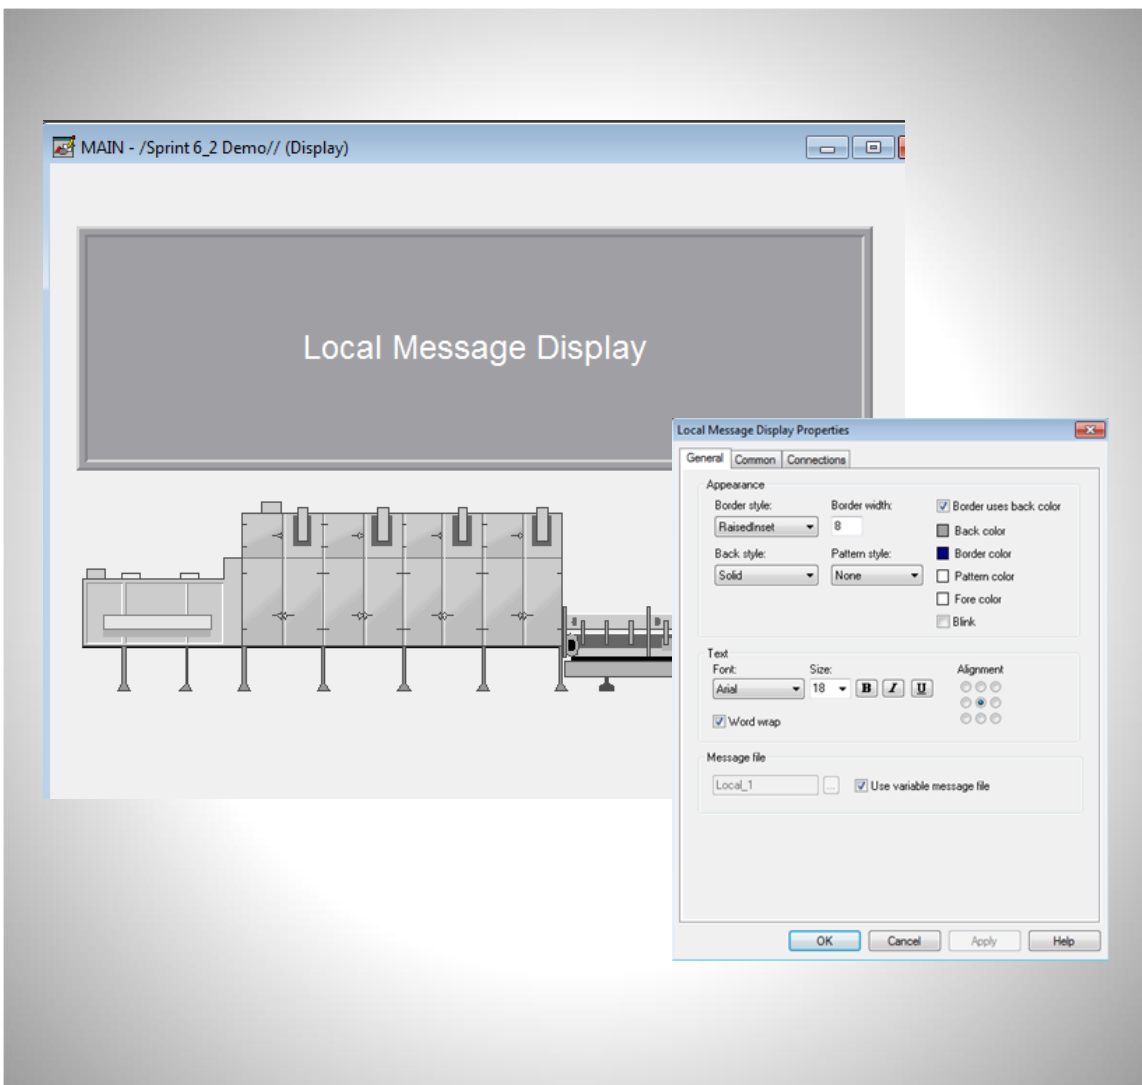 MAIN - /Sprint 6_2 Demo// (Display)
Local Message Display
Local Message Display Properties
General Common Connections
Appearance
Border style: Border width:
RaisedInset 8
Border uses back color
Back color
Back style: Pattern style:
Border color
Solid None
Pattern color
Fore color
Blink
Text
Font: Size: Alignment
Arial 18 B I U
Word wrap
Message file
Local_1 ... Use variable message file
OK Cancel Apply Help